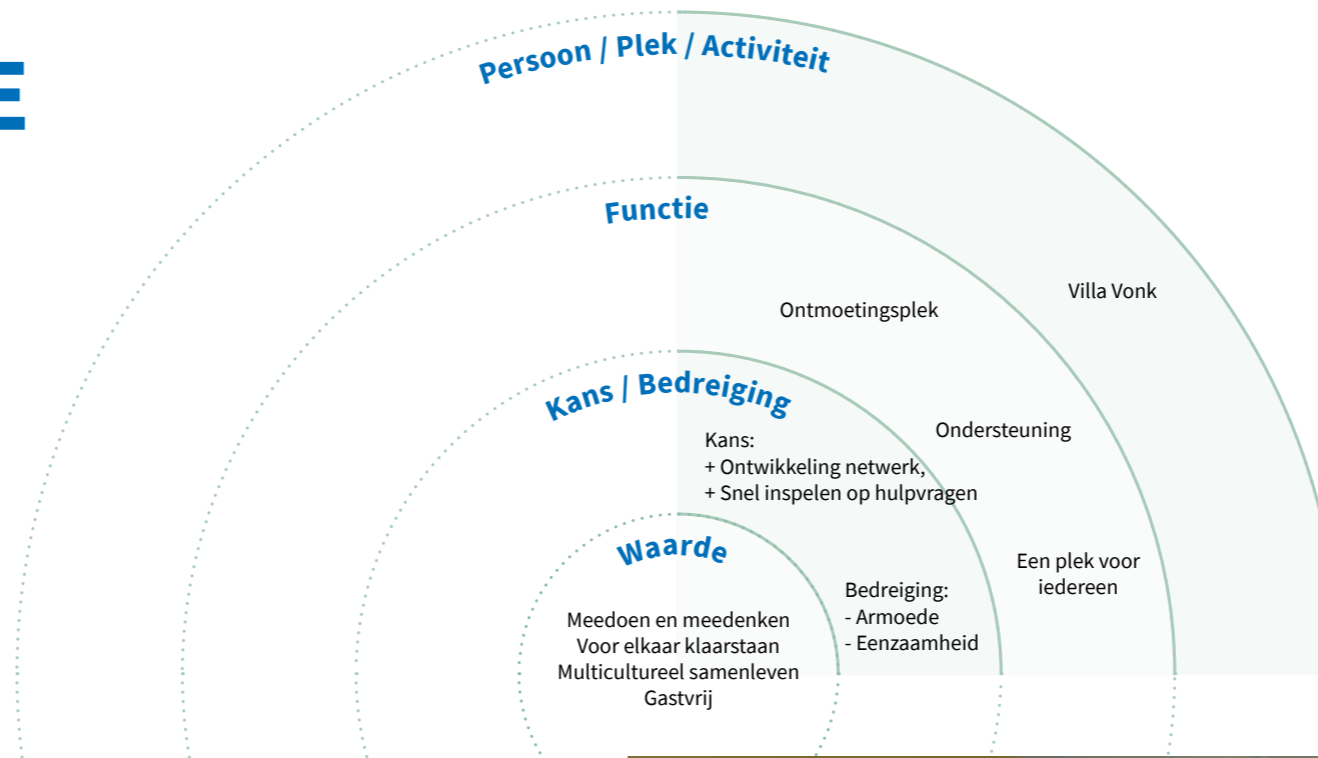 E
Persoon / Plek / Activiteit
Functie
Villa Vonk
Ontmoetingsplek
Kans / Bedreiging
Ondersteuning
Kans:
+ Ontwikkeling netwerk,
+ Snel inspelen op hulpvragen
Waarde
Een plek voor
iedereen
Bedreiging:
- Armoede
- Eenzaamheid
Meedoen en meedenken
Voor elkaar klaarstaan
Multicultureel samenleven
Gastvrij